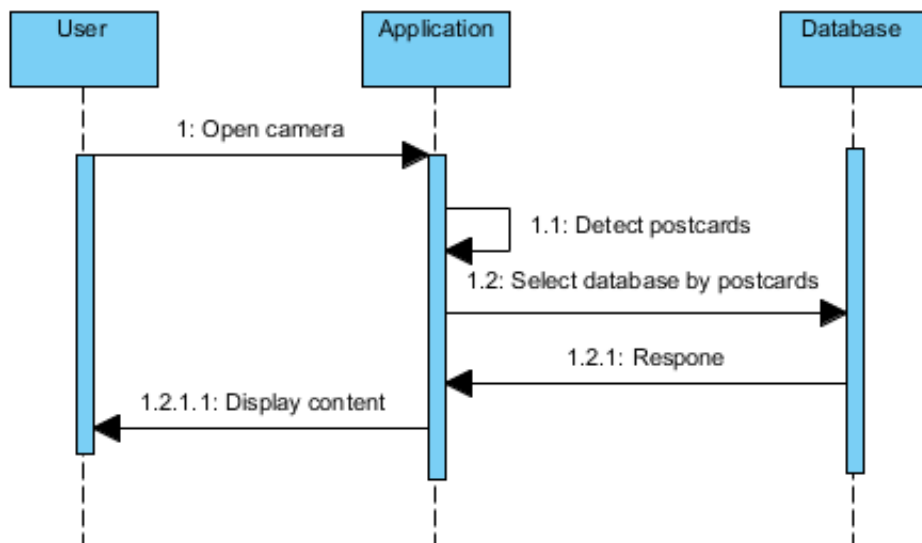 User
Application
Database
1: Open camera
1.1: Detect postcards
1.2: Select database by postcards
1.2.1: Respone
1.2.1.1: Display content